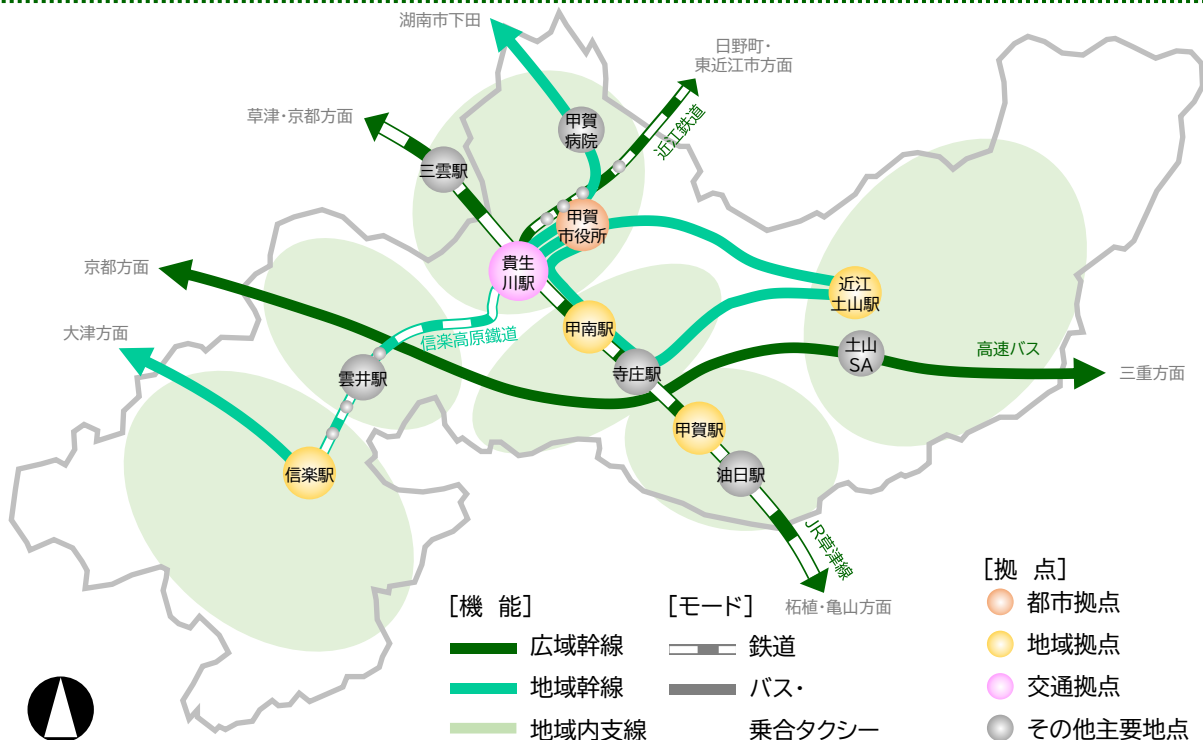 湖南市下田
日野町・
東近江市方面
草津・京都方面
甲賀
病院
近江鉄道
三雲駅
甲賀
市役所
京都方面
貴生
川駅
近江
土山駅
大津方面
信楽高原鐵道
甲南駅
土山
SA
高速バス
三重方面
雲井駅
寺庄駅
甲賀駅
信楽駅
油日駅
JR草津線
柘植・亀山方面
[機 能]
広域幹線
地域幹線
地域内支線
[モード]
鉄道
バス・
乗合タクシー
[拠 点]
都市拠点
地域拠点
交通拠点
その他主要地点